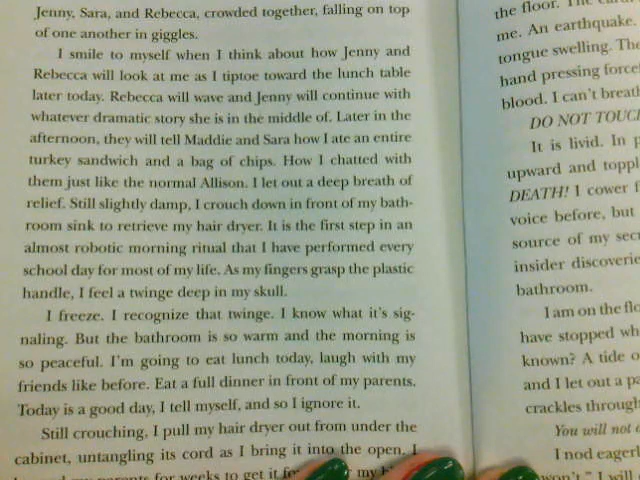 Jenny, Sara, and Rebecca, crowded together, falling on top
of one another in giggles.
I smile to myself when I think about how Jenny and
Rebecca will look at me as I tiptoe toward the lunch table
later today. Rebecca will wave and Jenny will continue with
whatever dramatic story she is in the middle of. Later in the
afternoon, they will tell Maddie and Sara how I ate an entire
turkey sandwich and a bag of chips. How I chatted with
them just like the normal Allison. I let out a deep breath of
relief. Still slightly damp, I crouch down in front of my bath-
room sink to retrieve my hair dryer. It is the first step in an
almost robotic morning ritual that I have performed every
school day for most of my life. As my fingers grasp the plastic
handle, I feel a twinge deep in my skull.
I freeze. I recognize that twinge. I know what it's sig-
naling. But the bathroom is so warm and the morning is
so peaceful. I'm going to eat lunch today, laugh with my
friends like before. Eat a full dinner in front of my parents.
Today is a good day, I tell myself, and so I ignore it.
Still crouching, I pull my hair dryer out from under the
cabinet, untangling its cord as I bring it into the open. I
my parents for weeks to get it
the floor. The
me. An earthquake.
tongue swelling. The
hand pressing
blood. I can't
DO NOT
It is livid. In
upward and
DEATH! I cower
voice before, but
source of my
insider
bathroom.
I am on the
have stopped
known? A tide
and I let out a
crackles through
You will not
I nod
won't." I will